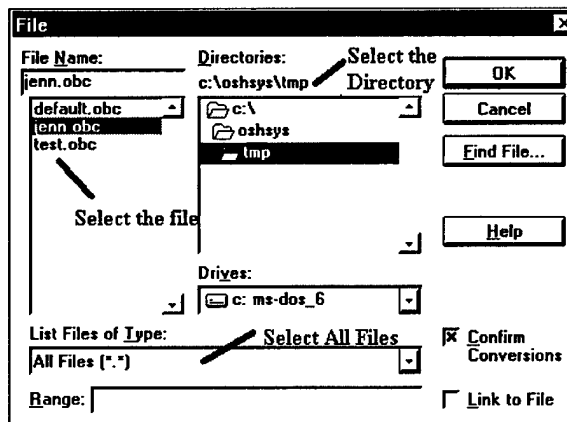 File
File Name:
jenn.obc
default.obc
jenn.obc
test.obc
Select the file
Directories:
c:\oshsys\tmp
Select the
Directory
c:\
oshsys
tmp
Drives:
c: ms-dos_6
OK
Cancel
Find File...
Help
List Files of Type:
Select All Files
All Files (*.*)
Confirm
Conversions
Range:
Link to File